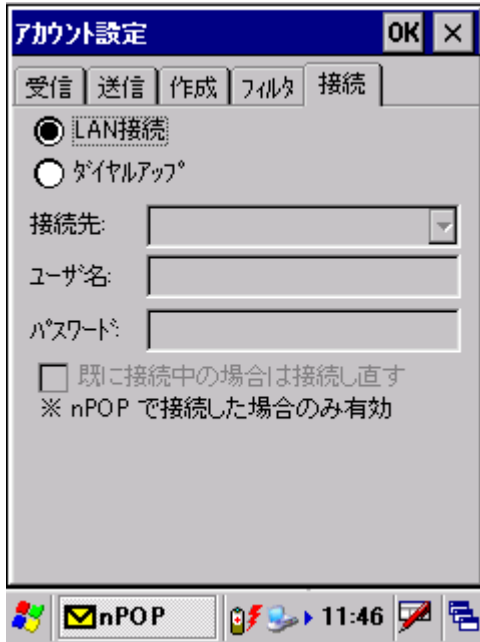 アカウント設定 OK ×
受信 送信 作成 フィルタ 接続
LAN接続
ダイヤルアップ
接続先:
ユーザ名:
パスワード:
既に接続中の場合は接続し直す
※ nPOP で接続した場合のみ有効
nPOP 11:46